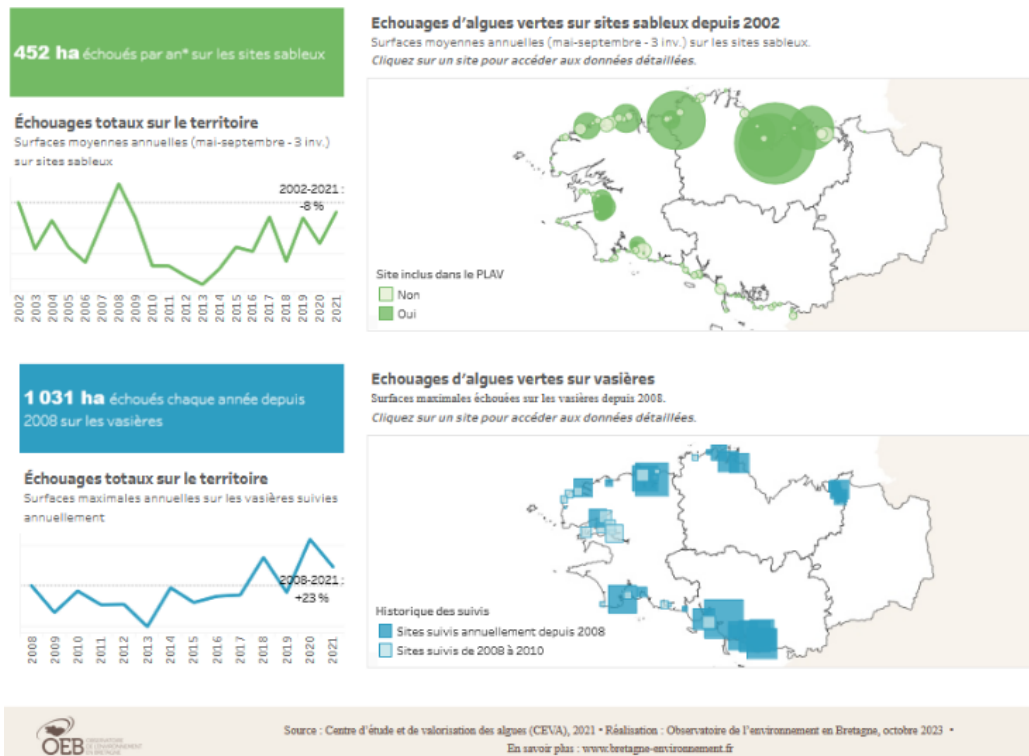 452 ha échoués par an* sur les sites sableux
Échouages totaux sur le territoire
Surfaces moyennes annuelles (mai-septembre - 3 inv.)
sur sites sableux
2002-2021 :
-8 %
2002 2003 2004 2005 2006 2007 2008 2009 2010 2011 2012 2013 2014 2015 2016 2017 2018 2019 2020 2021
Echouages d'algues vertes sur sites sableux depuis 2002
Surfaces moyennes annuelles (mai-septembre - 3 inv.) sur les sites sableux.
Cliquez sur un site pour accéder aux données détaillées.
Site inclus dans le PLAV
Non
Oui
1 031 ha échoués chaque année depuis
2008 sur les vasières
Échouages totaux sur le territoire
Surfaces maximales annuelles sur les vasières suivies
annuellement
2008-2021 :
+23 %
2008 2009 2010 2011 2012 2013 2014 2015 2016 2017 2018 2019 2020 2021
Echouages d'algues vertes sur vasières
Surfaces maximales échouées sur les vasières depuis 2008.
Cliquez sur un site pour accéder aux données détaillées.
Historique des suivis
Sites suivis annuellement depuis 2008
Sites suivis de 2008 à 2010
OEB
OBSERVATOIRE
DE L'ENVIRONNEMENT
EN BRETAGNE
Source : Centre d'étude et de valorisation des algues (CEVA), 2021 • Réalisation : Observatoire de l'environnement en Bretagne, octobre 2023 •
En savoir plus : www.bretagne-environnement.fr